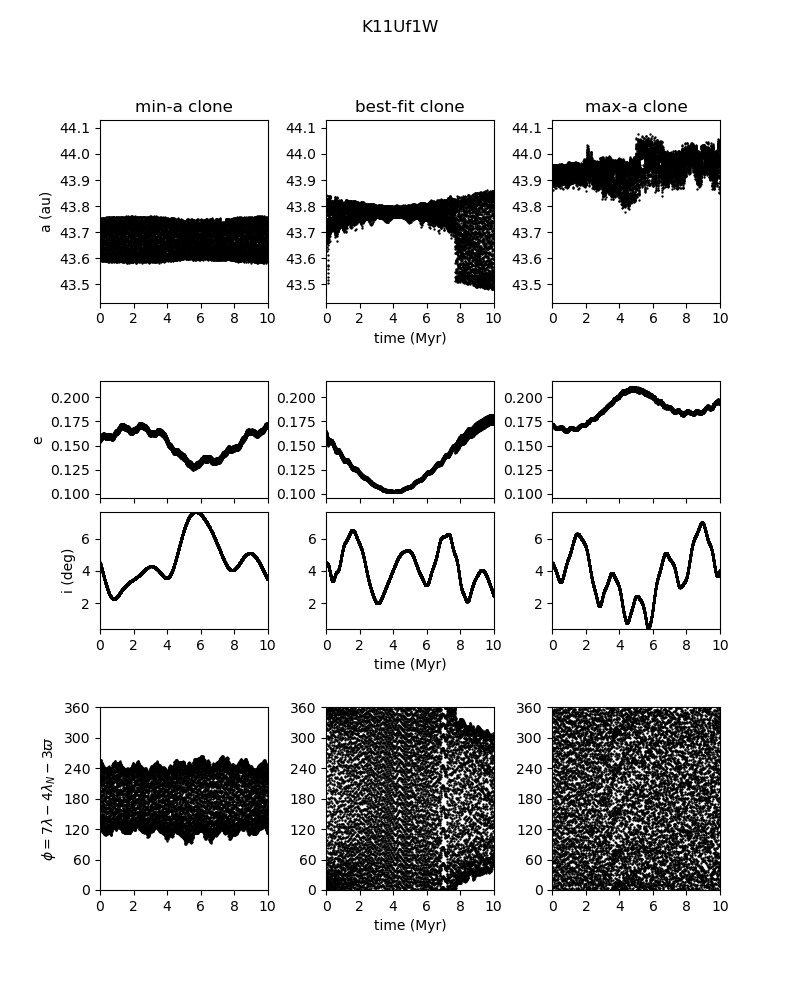 K11Uf1W
min-a clone best-fit clone max-a clone
44.1 44.1 44.1
44.0 44.0 44.0
43.9 43.9 43.9
43.8 43.8 43.8
43.7 43.7 43.7
43.6 43.6 43.6
43.5 43.5 43.5
a (au)
0 2 4 6 8 10 0 2 4 6 8 10 0 2 4 6 8 10
time (Myr)
0.200 0.200 0.200
0.175 0.175 0.175
0.150 0.150 0.150
0.125 0.125 0.125
0.100 0.100 0.100
e
6 6 6
4 4 4
2 2 2
i (deg)
0 2 4 6 8 10 0 2 4 6 8 10 0 2 4 6 8 10
time (Myr)
360 360 360
300 300 300
240 240 240
180 180 180
120 120 120
60 60 60
0 0 0
ϕ = 7λ − 4λ_N − 3ϖ
0 2 4 6 8 10 0 2 4 6 8 10 0 2 4 6 8 10
time (Myr)